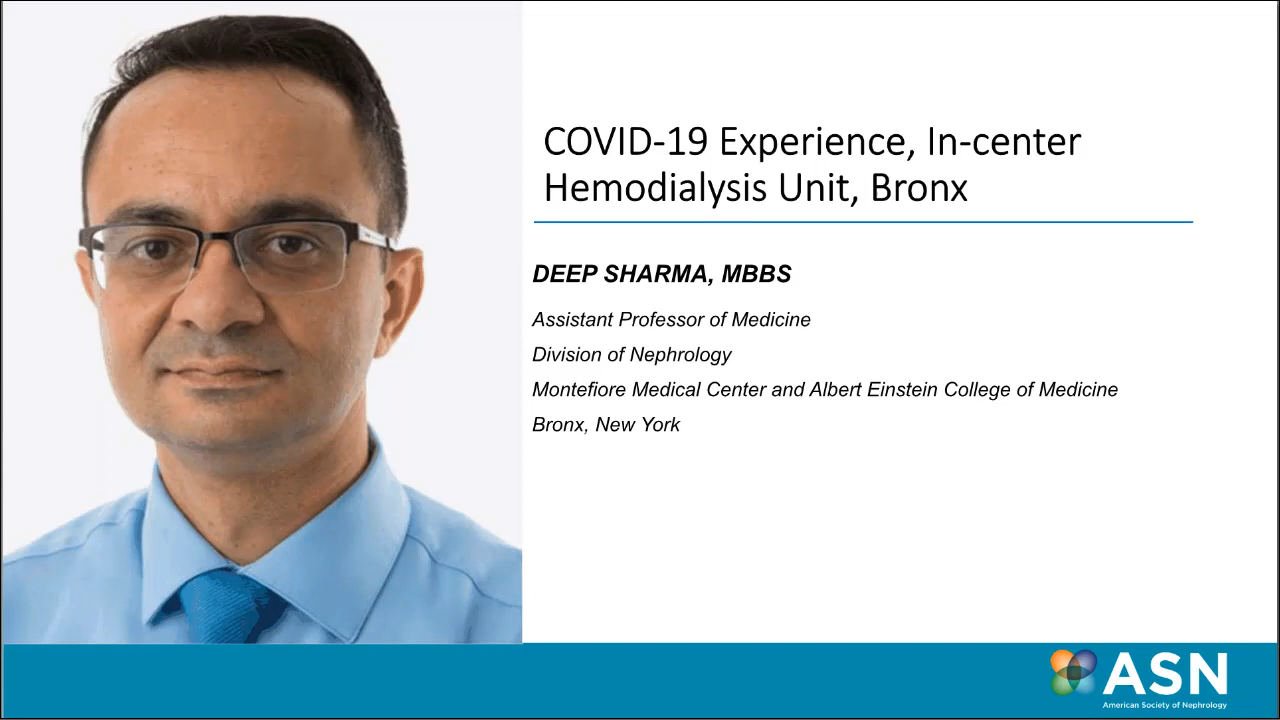 COVID-19 Experience, In-center
Hemodialysis Unit, Bronx
DEEP SHARMA, MBBS
Assistant Professor of Medicine
Division of Nephrology
Montefiore Medical Center and Albert Einstein College of Medicine
Bronx, New York
ASN
American Society of Nephrology